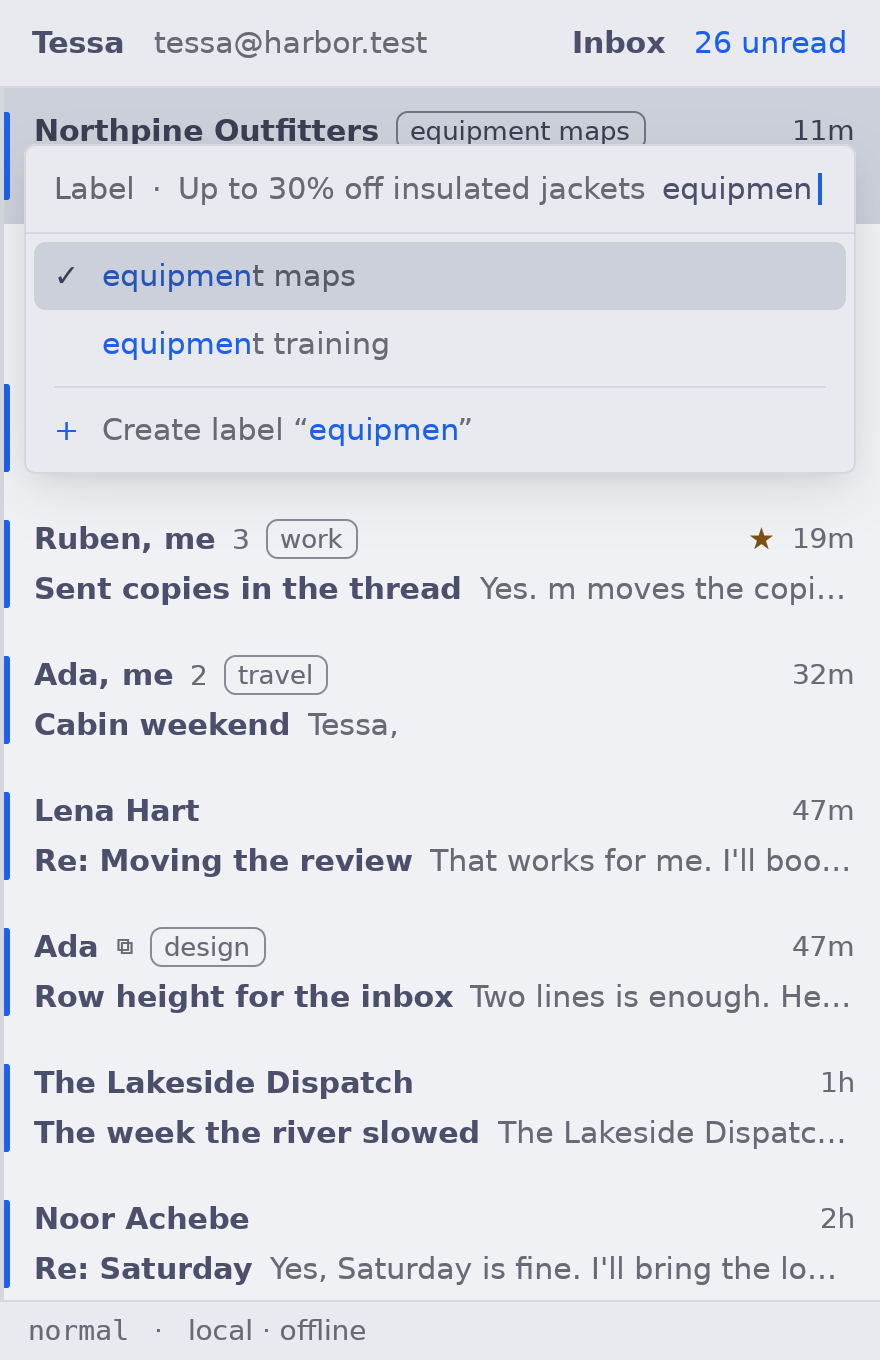 Tessa tessa@harbor.test Inbox 26 unread
Northpine Outfitters equipment maps 11m
Label · Up to 30% off insulated jackets equipmen
✓ equipment maps
equipment training
+ Create label “equipmen”
Ruben, me 3 work ★ 19m
Sent copies in the thread Yes. m moves the copi…
Ada, me 2 travel 32m
Cabin weekend Tessa,
Lena Hart 47m
Re: Moving the review That works for me. I'll boo…
Ada design 47m
Row height for the inbox Two lines is enough. He…
The Lakeside Dispatch 1h
The week the river slowed The Lakeside Dispatc…
Noor Achebe 2h
Re: Saturday Yes, Saturday is fine. I'll bring the lo…
normal · local · offline